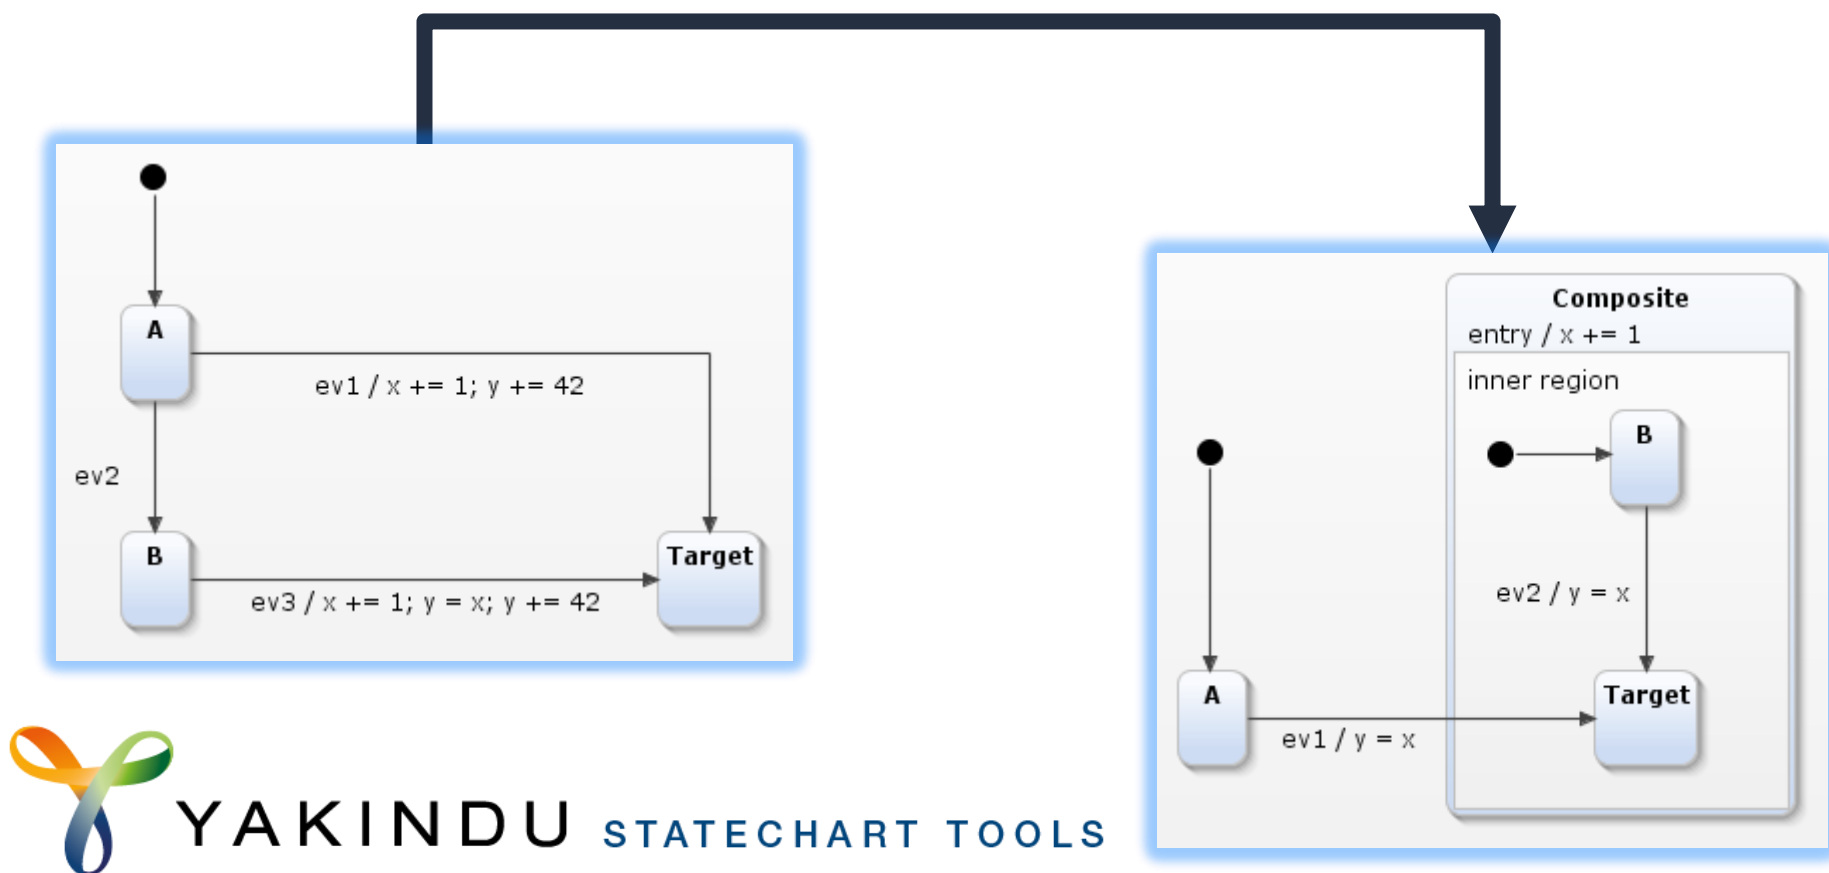 A
ev1 / x += 1; y += 42
ev2
B
Target
ev3 / x += 1; y = x; y += 42
Composite
entry / x += 1
inner region
B
ev2 / y = x
A
Target
ev1 / y = x
YAKINDU STATECHART TOOLS